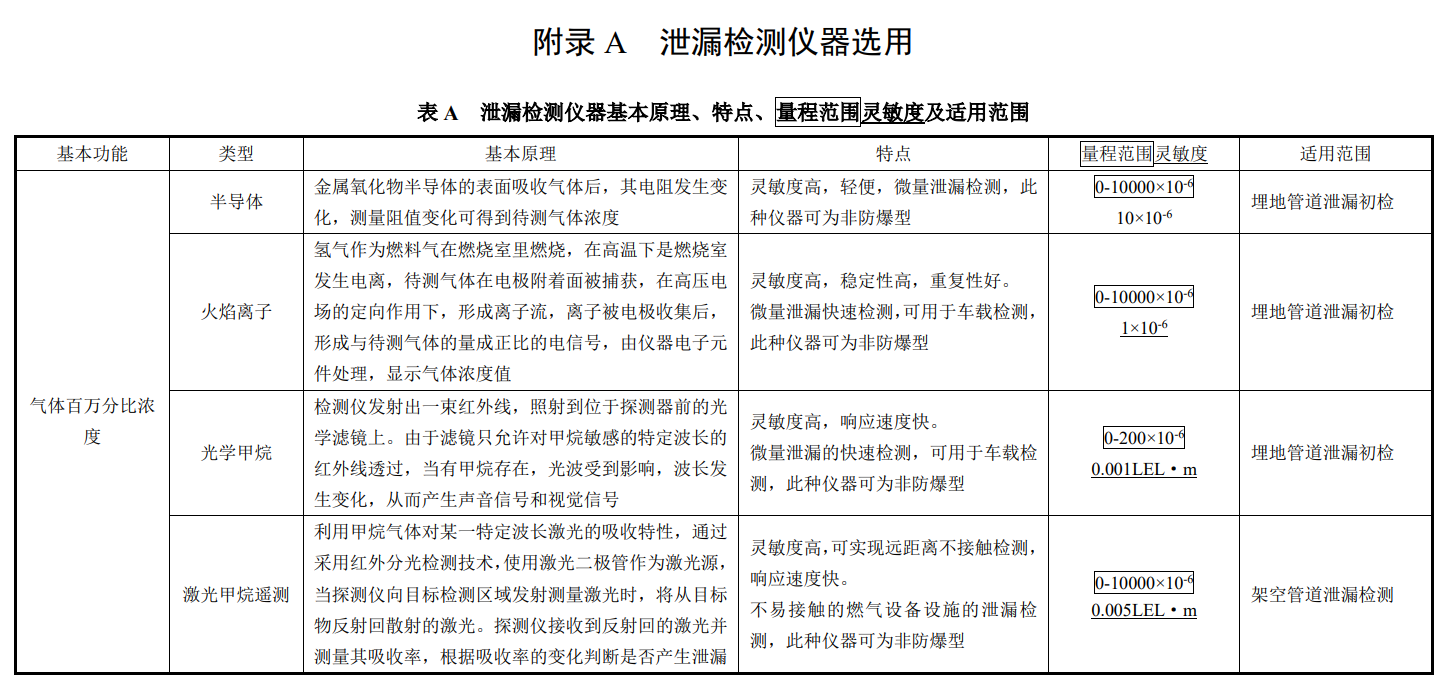 附录 A 泄漏检测仪器选用
表 A 泄漏检测仪器基本原理、特点、量程范围灵敏度及适用范围
基本功能 类型 基本原理 特点 量程范围灵敏度 适用范围
气体百万分比浓
度
半导体
金属氧化物半导体的表面吸收气体后，其电阻发生变
化，测量阻值变化可得到待测气体浓度
灵敏度高，轻便，微量泄漏检测，此
种仪器可为非防爆型
0-10000×10-6
10×10-6
埋地管道泄漏初检
火焰离子
氢气作为燃料气在燃烧室里燃烧，在高温下是燃烧室
发生电离，待测气体在电极附着面被捕获，在高压电
场的定向作用下，形成离子流，离子被电极收集后，
形成与待测气体的量成正比的电信号，由仪器电子元
件处理，显示气体浓度值
灵敏度高，稳定性高，重复性好。
微量泄漏快速检测，可用于车载检测，
此种仪器可为非防爆型
0-10000×10-6
1×10-6
埋地管道泄漏初检
光学甲烷
检测仪发射出一束红外线，照射到位于探测器前的光
学滤镜上。由于滤镜只允许对甲烷敏感的特定波长的
红外线透过，当有甲烷存在，光波受到影响，波长发
生变化，从而产生声音信号和视觉信号
灵敏度高，响应速度快。
微量泄漏的快速检测，可用于车载检
测，此种仪器可为非防爆型
0-200×10-6
0.001LEL·m
埋地管道泄漏初检
激光甲烷遥测
利用甲烷气体对某一特定波长激光的吸收特性，通过
采用红外分光检测技术，使用激光二极管作为激光源，
当探测仪向目标检测区域发射测量激光时，将从目标
物反射回散射的激光。探测仪接收到反射回的激光并
测量其吸收率，根据吸收率的变化判断是否产生泄漏
灵敏度高，可实现远距离不接触检测，
响应速度快。
不易接触的燃气设备设施的泄漏检
测，此种仪器可为非防爆型
0-10000×10-6
0.005LEL·m
架空管道泄漏检测